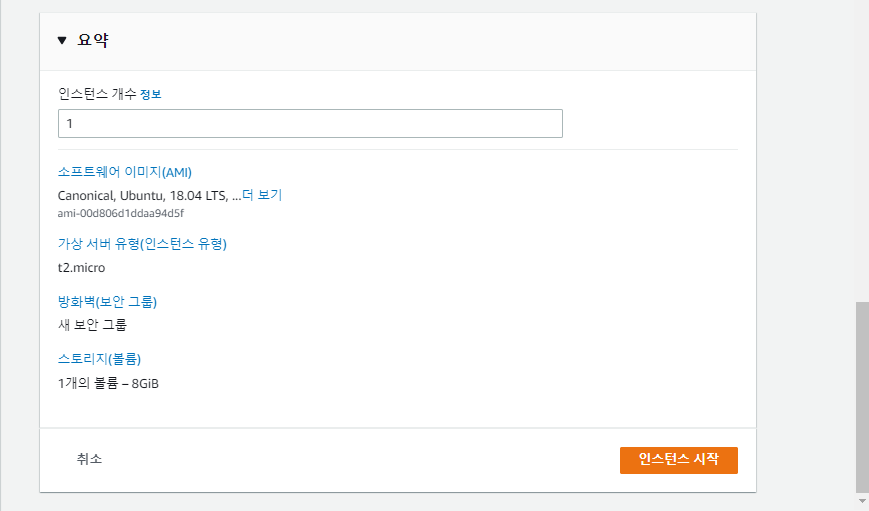 ▼ 요약
인스턴스 개수 정보
1
소프트웨어 이미지(AMI)
Canonical, Ubuntu, 18.04 LTS, ...더 보기
ami-00d806d1ddaa94d5f
가상 서버 유형(인스턴스 유형)
t2.micro
방화벽(보안 그룹)
새 보안 그룹
스토리지(볼륨)
1개의 볼륨 – 8GiB
취소
인스턴스 시작